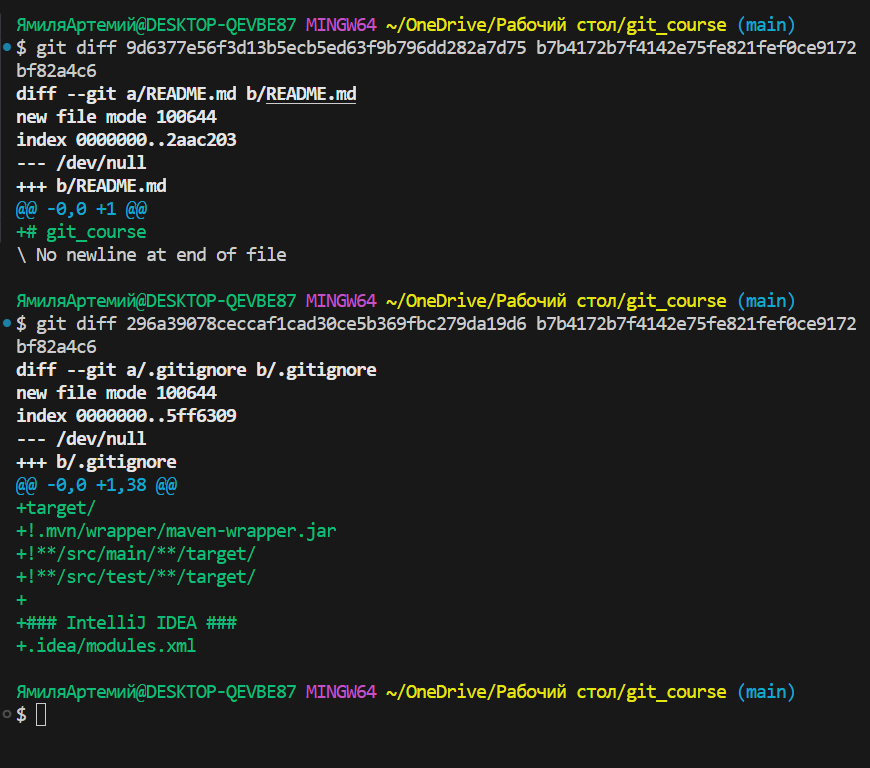 ЯмиляАртемий@DESKTOP-QEVBE87 MINGW64 ~/OneDrive/Рабочий стол/git_course (main)
$ git diff 9d6377e56f3d13b5ecb5ed63f9b796dd282a7d75 b7b4172b7f4142e75fe821fef0ce9172
bf82a4c6
diff --git a/README.md b/README.md
new file mode 100644
index 0000000..2aac203
--- /dev/null
+++ b/README.md
@@ -0,0 +1 @@
+# git_course
\ No newline at end of file
ЯмиляАртемий@DESKTOP-QEVBE87 MINGW64 ~/OneDrive/Рабочий стол/git_course (main)
$ git diff 296a39078ceccaf1cad30ce5b369fbc279da19d6 b7b4172b7f4142e75fe821fef0ce9172
bf82a4c6
diff --git a/.gitignore b/.gitignore
new file mode 100644
index 0000000..5ff6309
--- /dev/null
+++ b/.gitignore
@@ -0,0 +1,38 @@
+target/
+!.mvn/wrapper/maven-wrapper.jar
+!**/src/main/**/target/
+!**/src/test/**/target/
+
+### IntelliJ IDEA ###
+.idea/modules.xml
ЯмиляАртемий@DESKTOP-QEVBE87 MINGW64 ~/OneDrive/Рабочий стол/git_course (main)
$